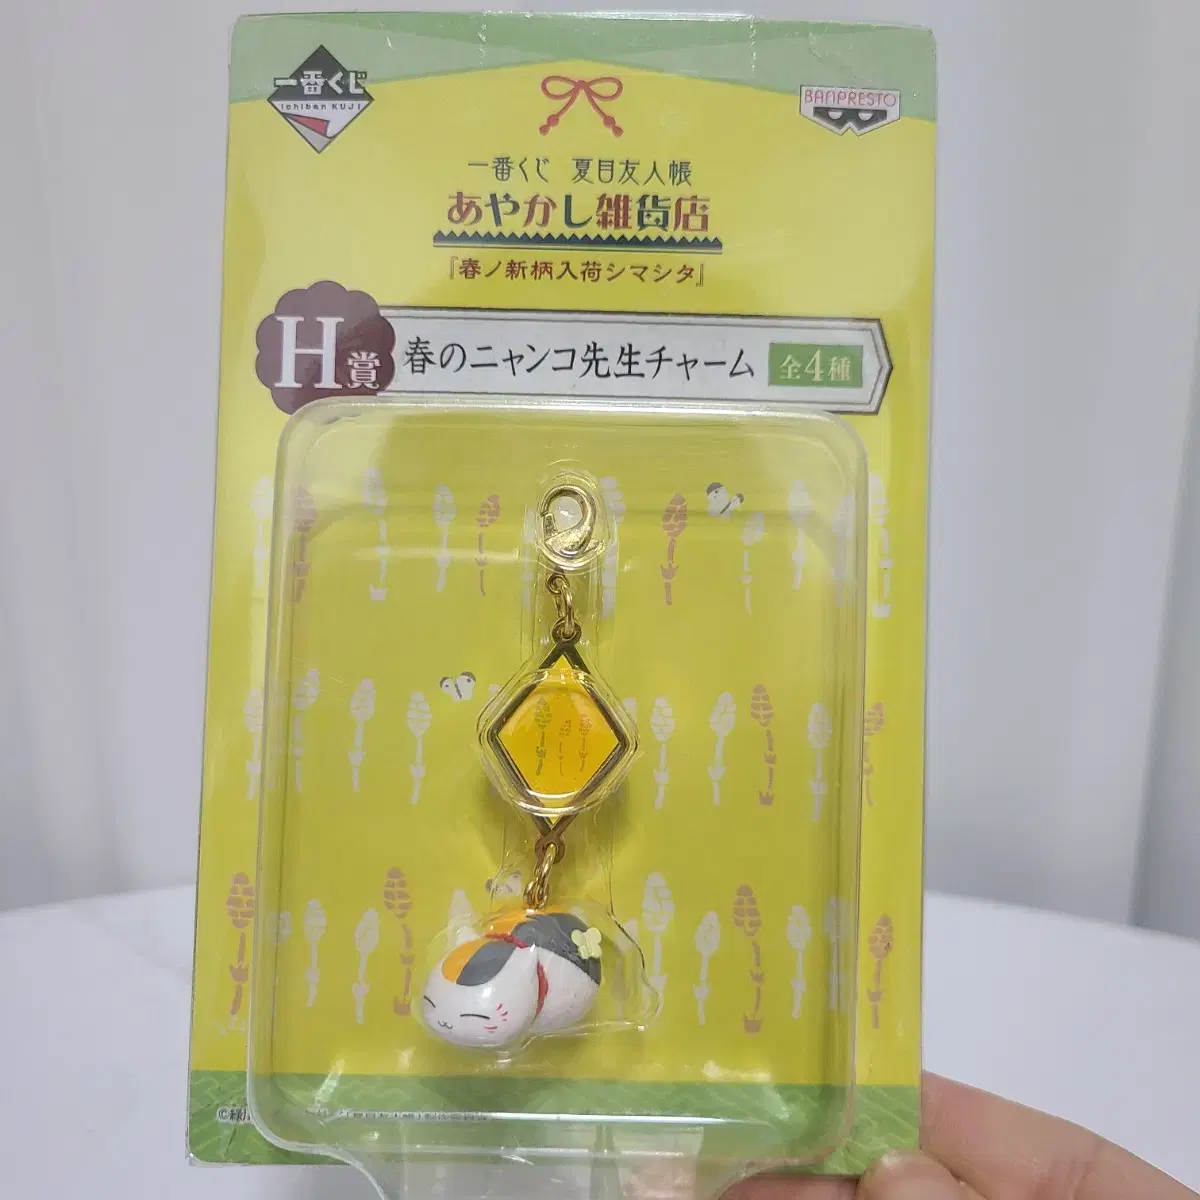 一番くじ
Ichiban KUJI
BANPRESTO
一番くじ 夏目友人帳
あやかし雑貨店
『春ノ新柄入荷シマシタ』
H賞
春のニャンコ先生チャーム
全4種
©緑川